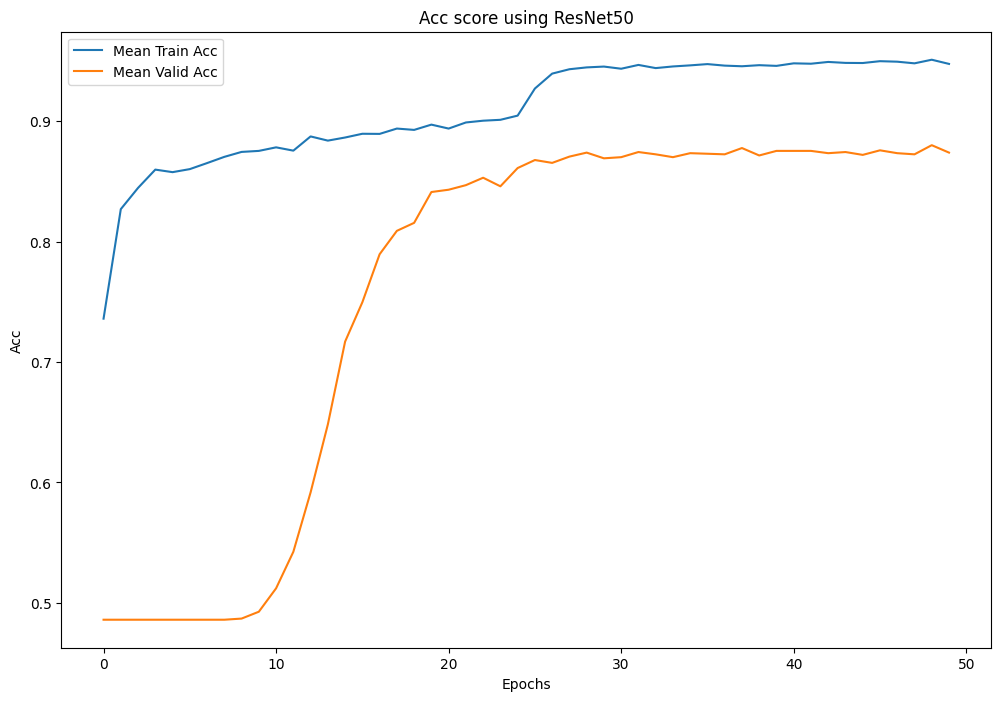 Acc score using ResNet50
Mean Train Acc
Mean Valid Acc
0.9
0.8
0.7
0.6
0.5
Acc
0 10 20 30 40 50
Epochs